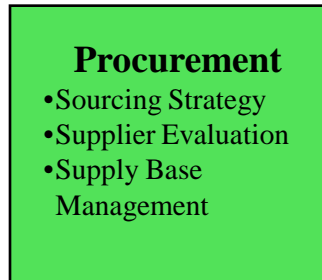 Procurement
•Sourcing Strategy
•Supplier Evaluation
•Supply Base
Management